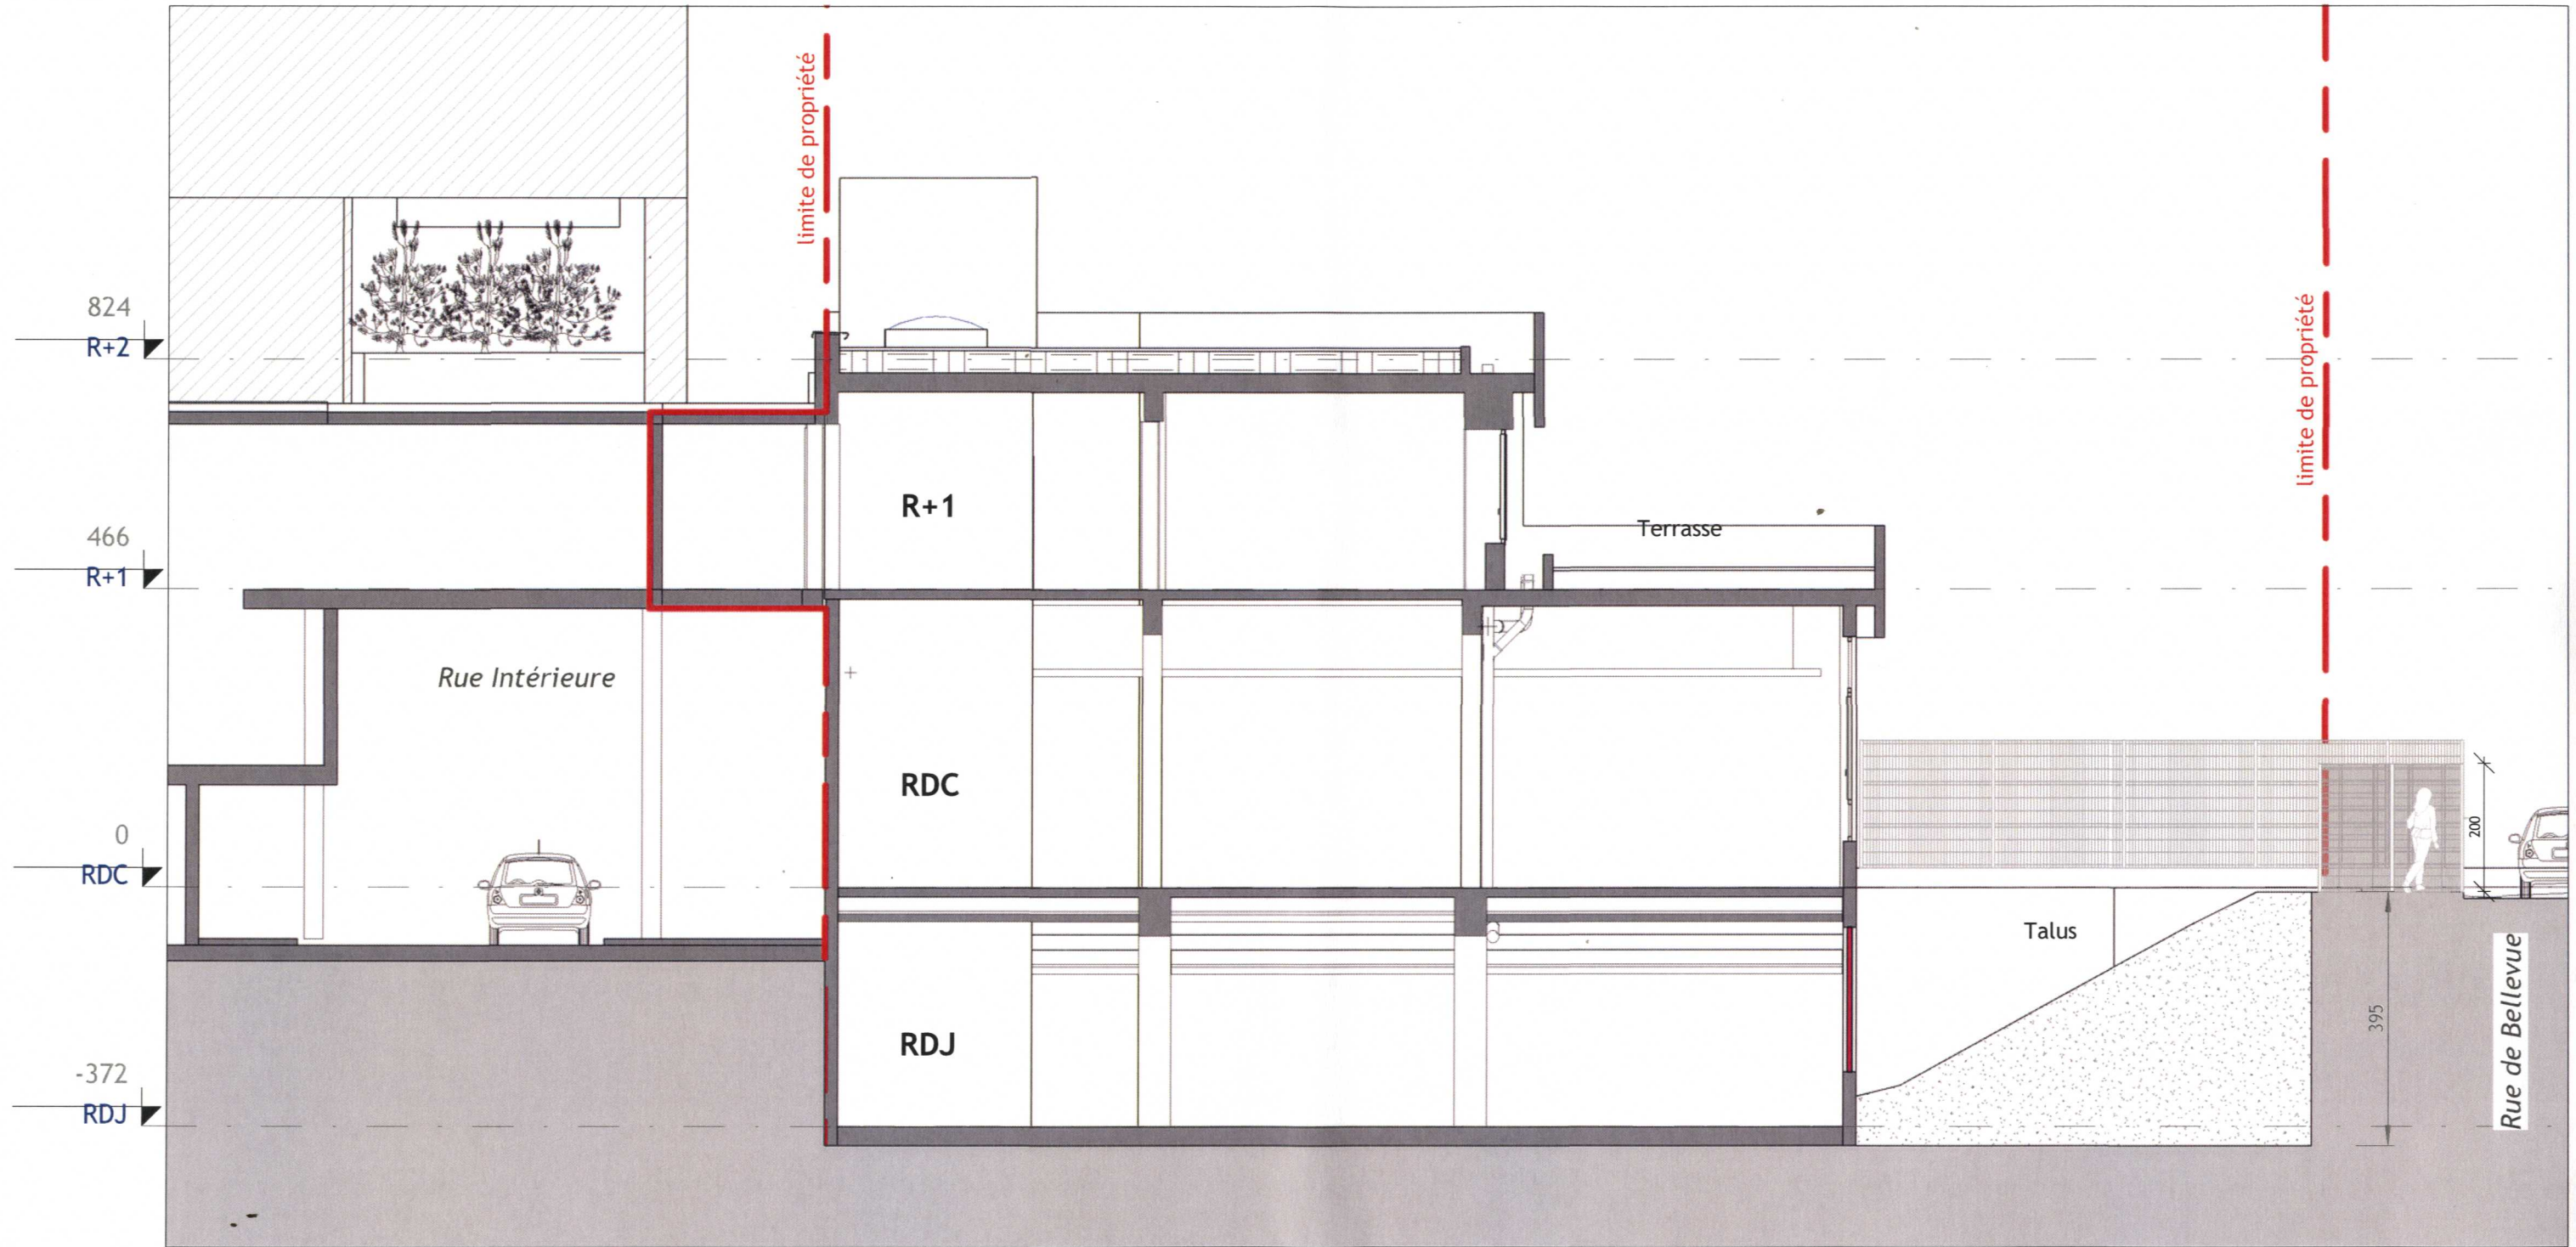 limite de propriété
limite de propriété
824
R+2
466
R+1
0
RDC
-372
RDJ
R+1
Terrasse
Rue Intérieure
RDC
200
RDJ
Talus
395
Rue de Bellevue